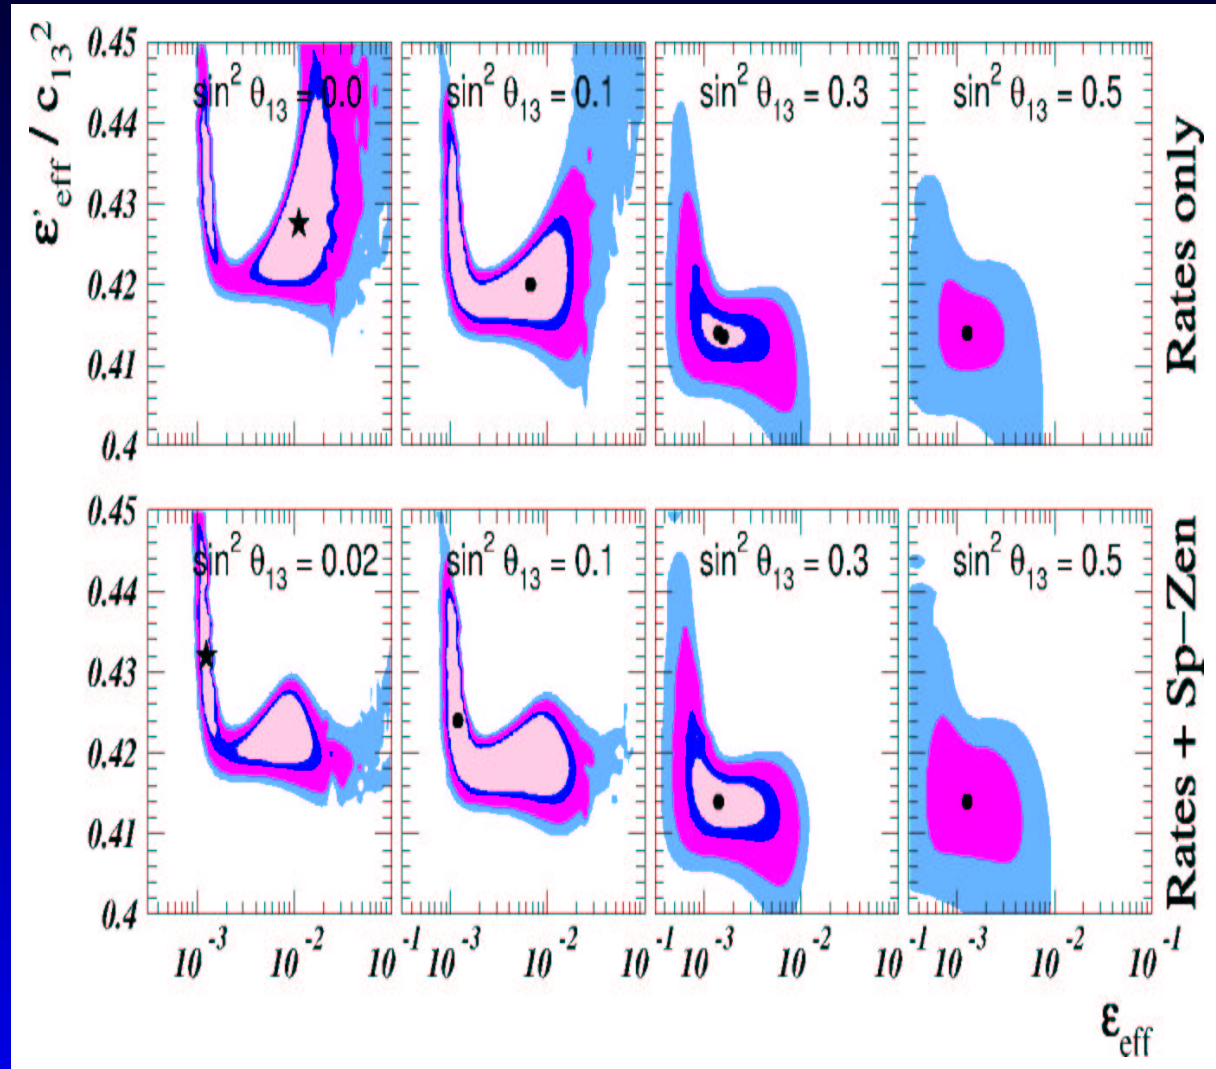 ε'eff / c13²
0.45
0.44
0.43
0.42
0.41
0.4
sin² θ13 = 0.0
sin² θ13 = 0.1
sin² θ13 = 0.3
sin² θ13 = 0.5
Rates only
0.45
0.44
0.43
0.42
0.41
0.4
sin² θ13 = 0.02
sin² θ13 = 0.1
sin² θ13 = 0.3
sin² θ13 = 0.5
Rates + Sp-Zen
10⁻³ 10⁻² 10⁻¹ 10⁻³ 10⁻² 10⁻¹ 10⁻³ 10⁻² 10⁻¹ 10⁻³ 10⁻² 10⁻¹
εeff